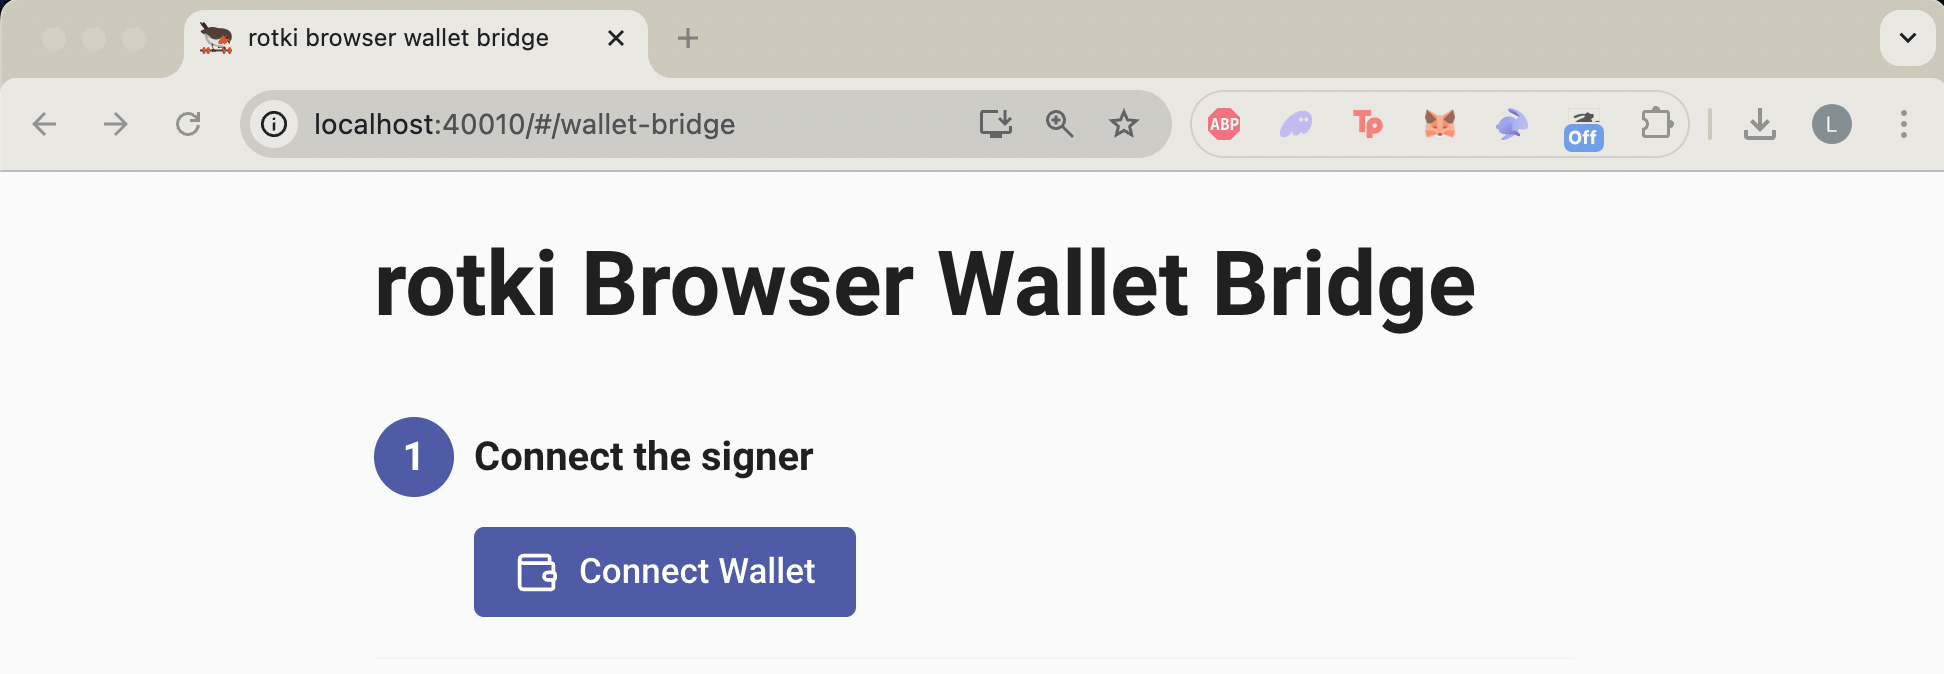 rotki browser wallet bridge
localhost:40010/#/wallet-bridge
ABP
Tp
Off
L
rotki Browser Wallet Bridge
1
Connect the signer
Connect Wallet